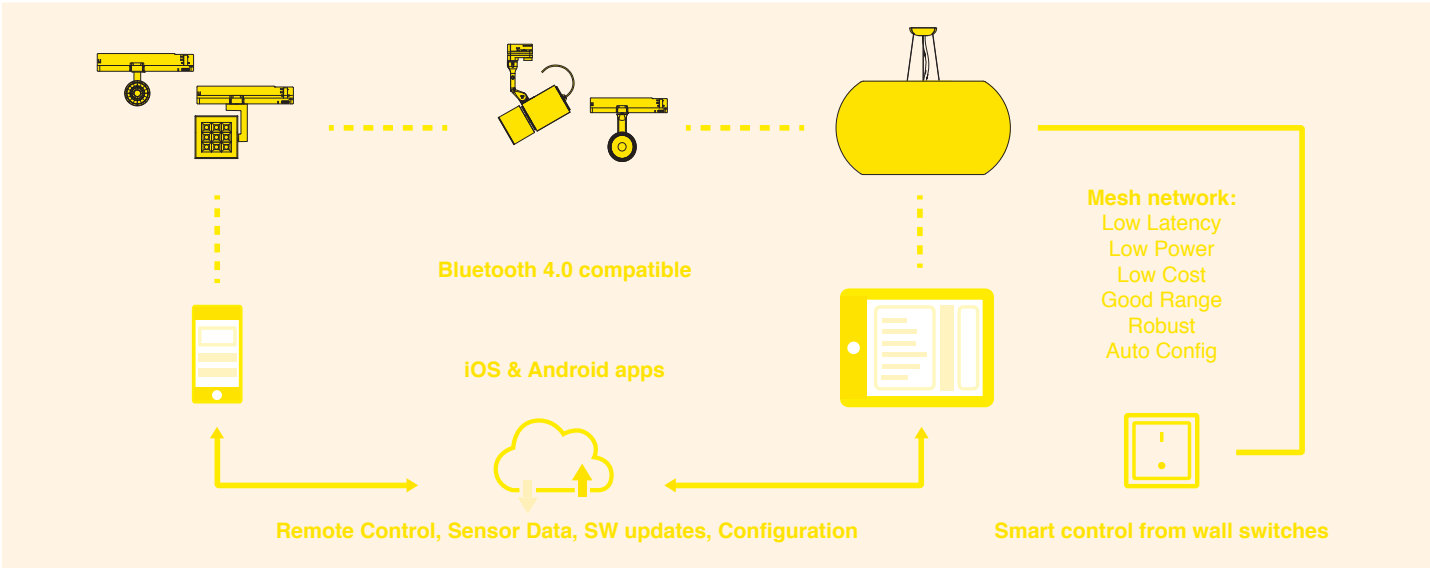 Mesh network:
Low Latency
Low Power
Low Cost
Good Range
Robust
Auto Config
Bluetooth 4.0 compatible
iOS & Android apps
Remote Control, Sensor Data, SW updates, Configuration
Smart control from wall switches